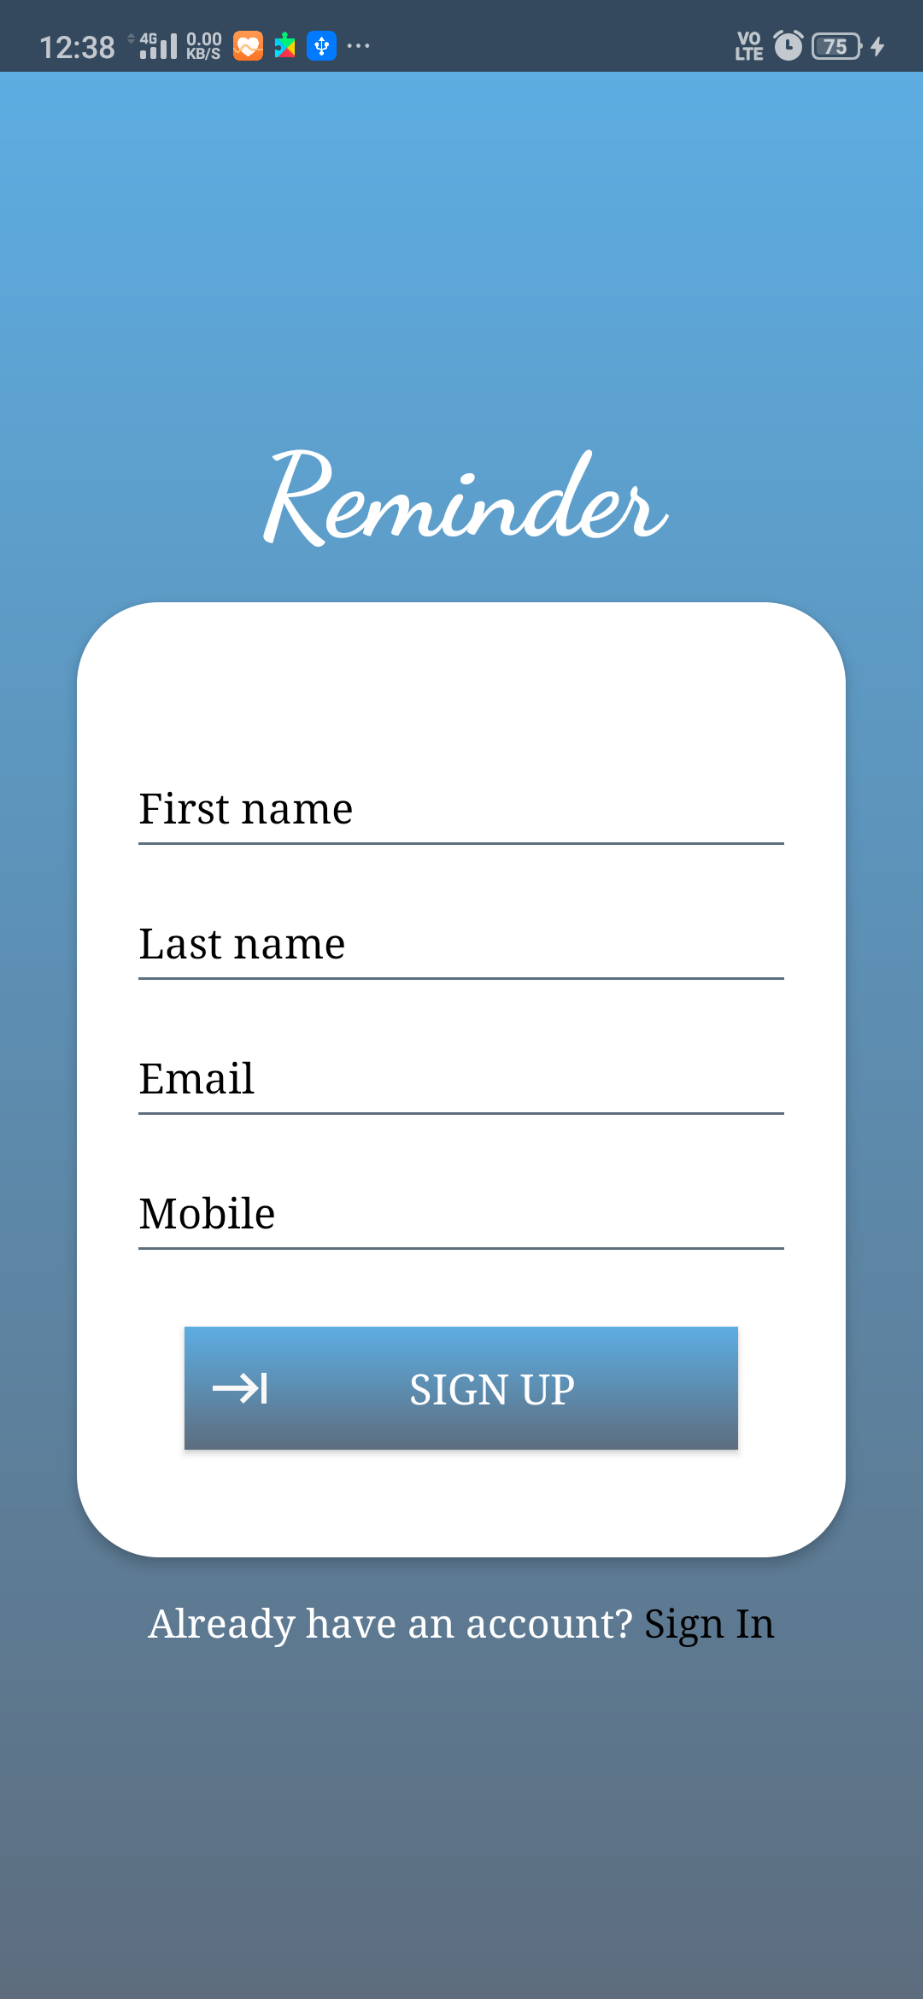 12:38 4G 0.00 KB/S ... VO LTE 75
Reminder
First name
Last name
Email
Mobile
SIGN UP
Already have an account? Sign In